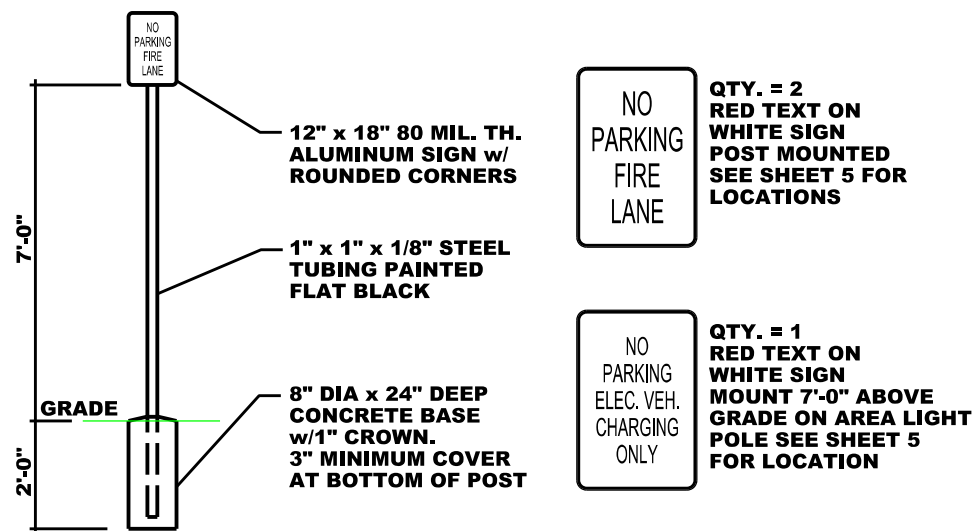 NO
PARKING
FIRE
LANE
7'-0"
12" x 18" 80 MIL. TH.
ALUMINUM SIGN w/
ROUNDED CORNERS
1" x 1" x 1/8" STEEL
TUBING PAINTED
FLAT BLACK
GRADE
2'-0"
8" DIA x 24" DEEP
CONCRETE BASE
w/1" CROWN.
3" MINIMUM COVER
AT BOTTOM OF POST
NO
PARKING
FIRE
LANE
QTY. = 2
RED TEXT ON
WHITE SIGN
POST MOUNTED
SEE SHEET 5 FOR
LOCATIONS
NO
PARKING
ELEC. VEH.
CHARGING
ONLY
QTY. = 1
RED TEXT ON
WHITE SIGN
MOUNT 7'-0" ABOVE
GRADE ON AREA LIGHT
POLE SEE SHEET 5
FOR LOCATION